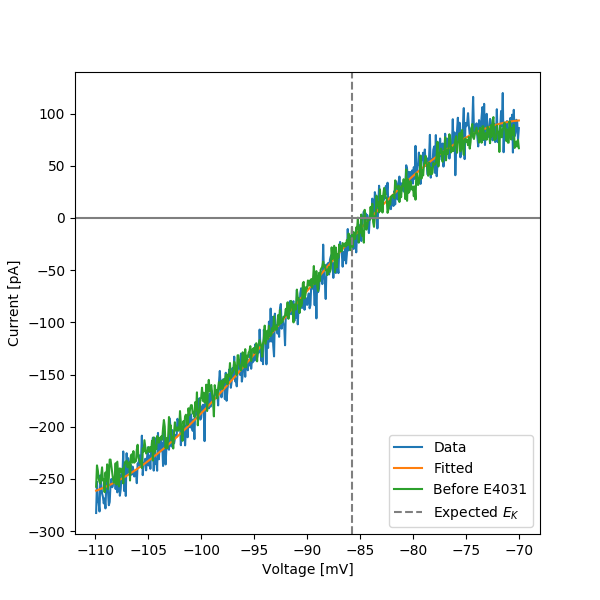 100
50
0
−50
−100
−150
−200
−250
−300
Current [pA]
Data
Fitted
Before E4031
Expected E_K
−110 −105 −100 −95 −90 −85 −80 −75 −70
Voltage [mV]